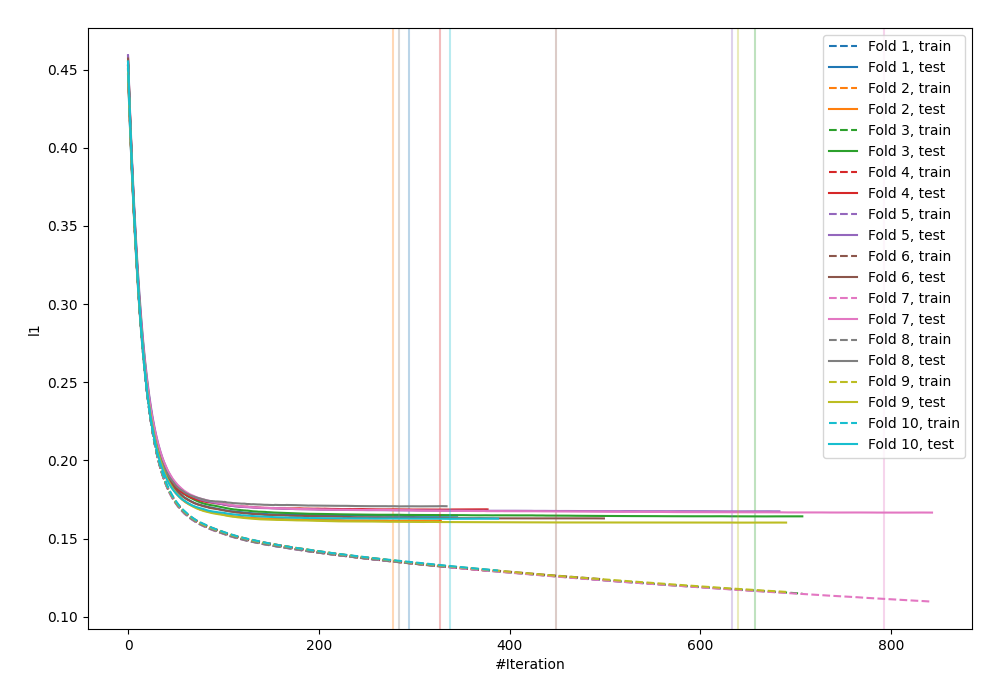 0.45
0.40
0.35
0.30
0.25
0.20
0.15
0.10
l1
0
200
400
600
800
#Iteration
Fold 1, train
Fold 1, test
Fold 2, train
Fold 2, test
Fold 3, train
Fold 3, test
Fold 4, train
Fold 4, test
Fold 5, train
Fold 5, test
Fold 6, train
Fold 6, test
Fold 7, train
Fold 7, test
Fold 8, train
Fold 8, test
Fold 9, train
Fold 9, test
Fold 10, train
Fold 10, test